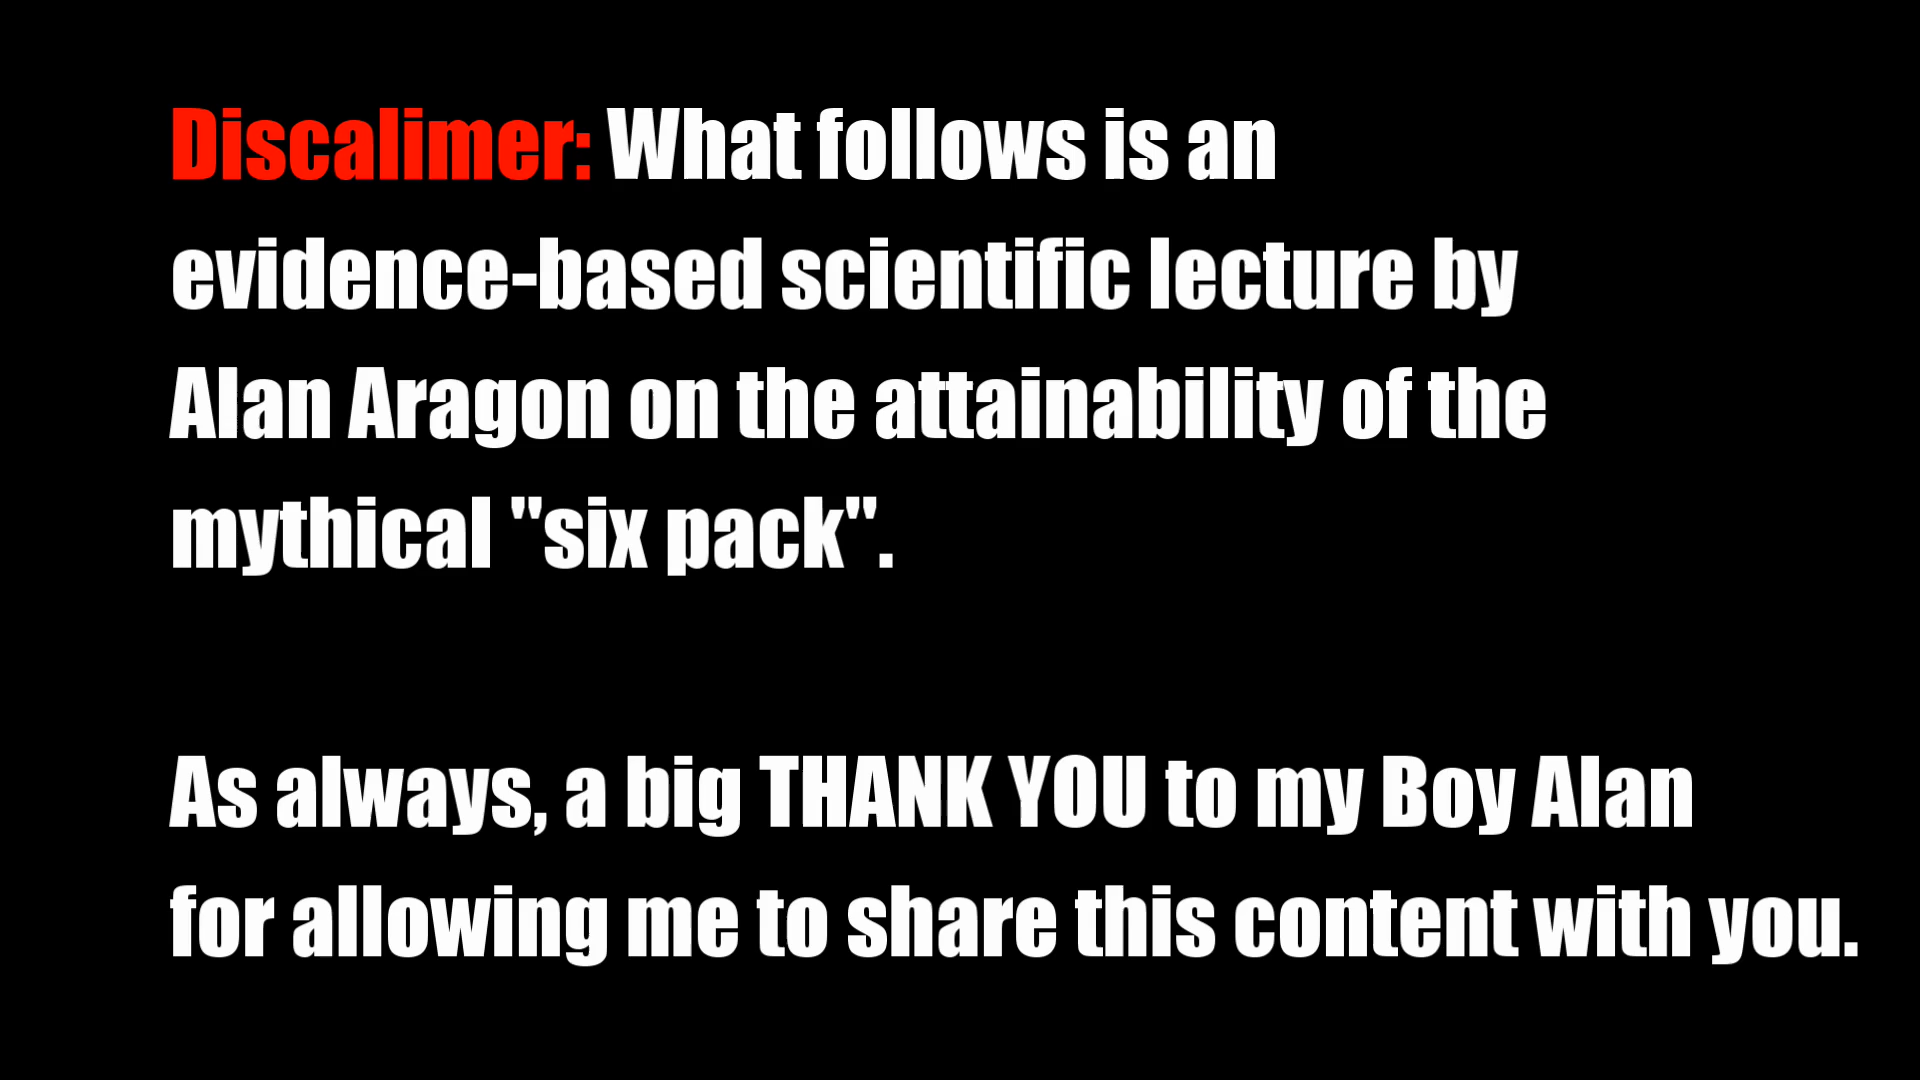 Discalimer: What follows is an
evidence-based scientific lecture by
Alan Aragon on the attainability of the
mythical "six pack".
As always, a big THANK YOU to my Boy Alan
for allowing me to share this content with you.